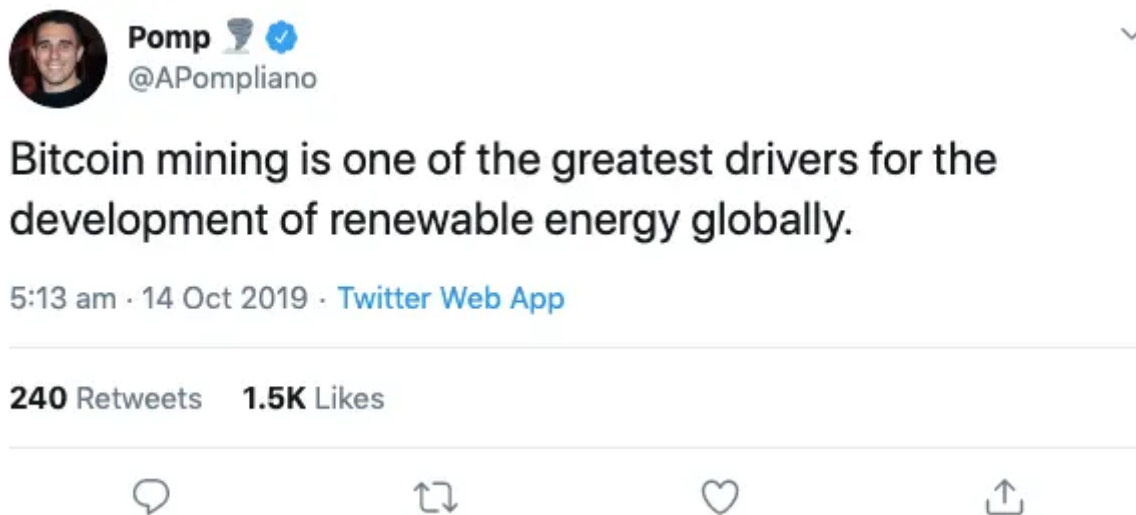 Pomp
@APompliano
Bitcoin mining is one of the greatest drivers for the
development of renewable energy globally.
5:13 am · 14 Oct 2019 · Twitter Web App
240 Retweets 1.5K Likes